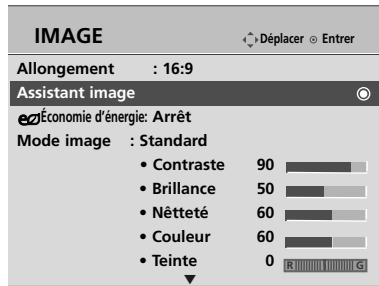 IMAGE Déplacer Entrer
Allongement : 16:9
Assistant image
eco Économie d'énergie: Arrêt
Mode image : Standard
• Contraste 90
• Brillance 50
• Nêtteté 60
• Couleur 60
• Teinte 0 R G